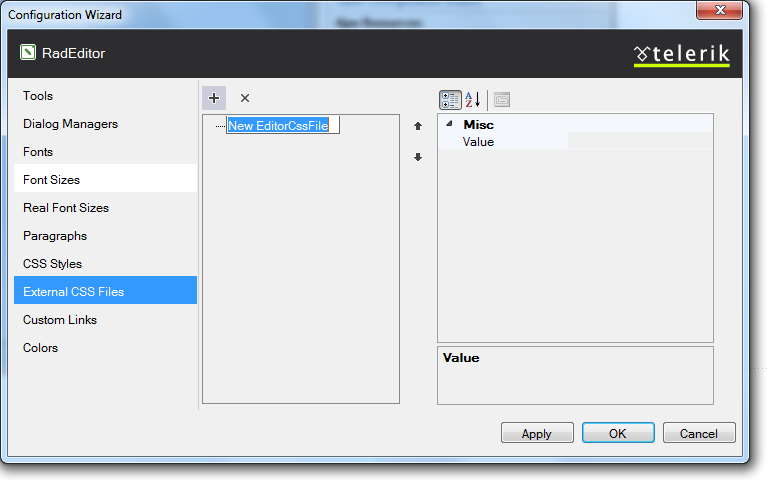 Configuration Wizard
RadEditor
telerik
Tools
Dialog Managers
Fonts
Font Sizes
Real Font Sizes
Paragraphs
CSS Styles
External CSS Files
Custom Links
Colors
New EditorCssFile
Misc
Value
Value
Apply
OK
Cancel